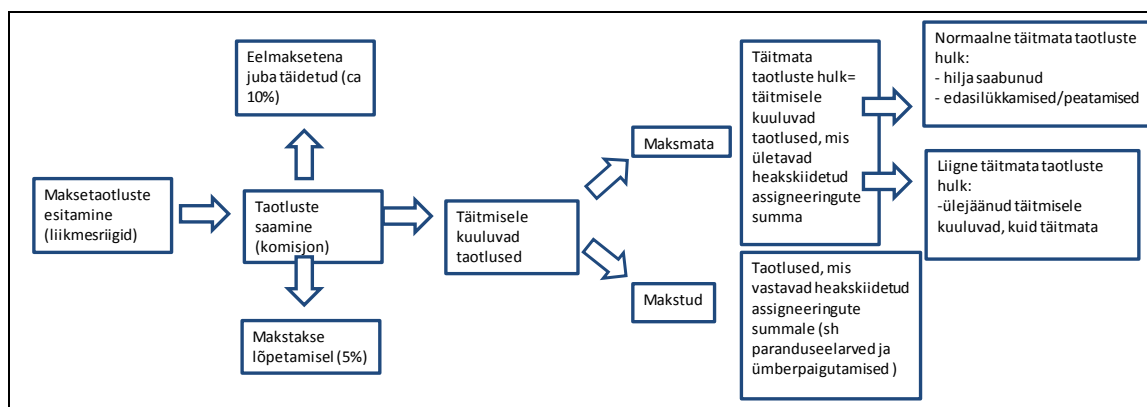 Maksetaotluste
esitamine
(liikmesriigid)
Eelmaksetena
juba täidetud (ca
10%)
Taotluste
saamine
(komisjon)
Makstakse
lõpetamisel (5%)
Täitmisele
kuuluvad
taotlused
Maksmata
Makstud
Täitmata
taotluste hulk=
täitmisele
kuuluvad
taotlused, mis
ületavad
heakskiidetud
assigneeringute
summa
Taotlused, mis
vastavad heakskiidetud
assigneeringute
summale (sh
paranduseelarved ja
ümberpaigutamised )
Normaalne täitmata taotluste
hulk:
- hilja saabunud
- edasilükkamised/peatamised
Liigne täitmata taotluste
hulk:
-ülejäänud täitmisele
kuuluvad, kuid täitmata